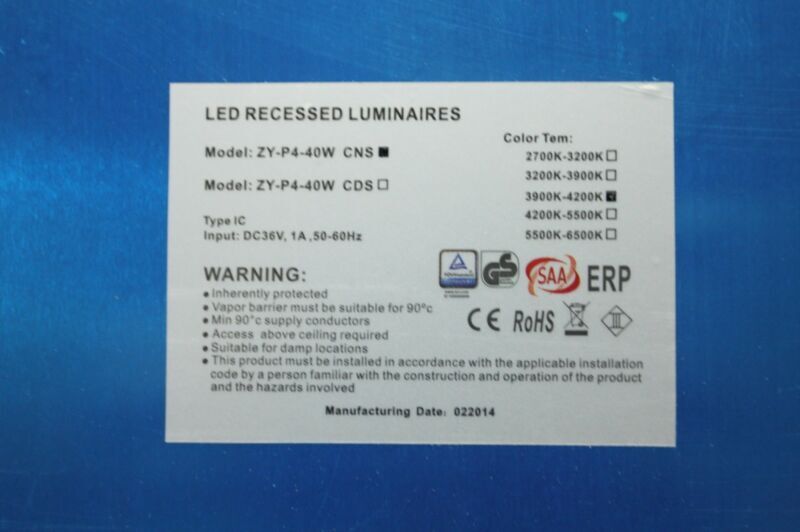 LED RECESSED LUMINAIRES
Model: ZY-P4-40W CNS ■
Model: ZY-P4-40W CDS □
Type IC
Input: DC36V, 1A ,50-60Hz
Color Tem:
2700K-3200K □
3200K-3900K □
3900K-4200K ■
4200K-5500K □
5500K-6500K □
GS
SAA
ERP
CE RoHS
III
WARNING:
• Inherently protected
• Vapor barrier must be suitable for 90ºc
• Min 90°c supply conductors
• Access above ceiling required
• Suitable for damp locations
• This product must be installed in accordance with the applicable installation
code by a person familiar with the construction and operation of the product
and the hazards involved
Manufacturing Date: 022014